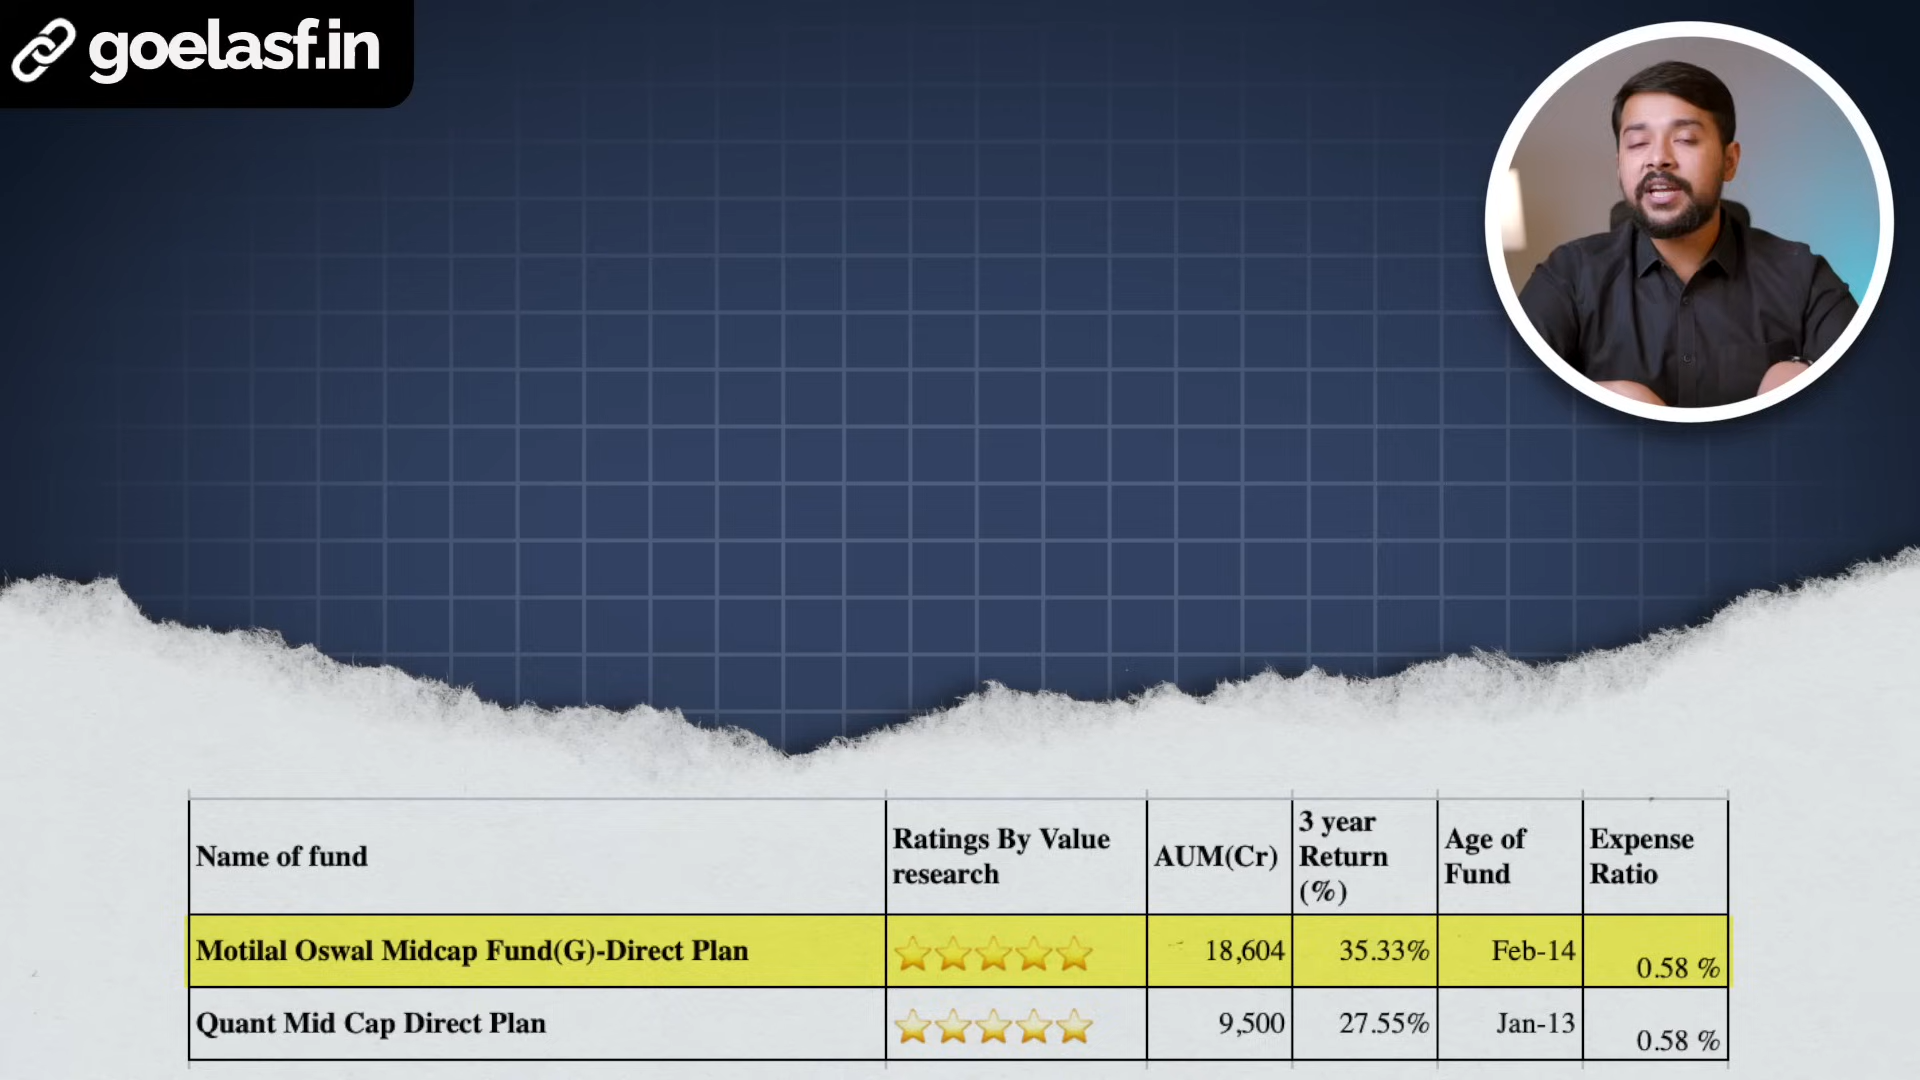 goelasf.in
Name of fund
Ratings By Value
research
AUM(Cr)
3 year
Return
(%)
Age of
Fund
Expense
Ratio
Motilal Oswal Midcap Fund(G)-Direct Plan
18,604
35.33%
Feb-14
0.58 %
Quant Mid Cap Direct Plan
9,500
27.55%
Jan-13
0.58 %